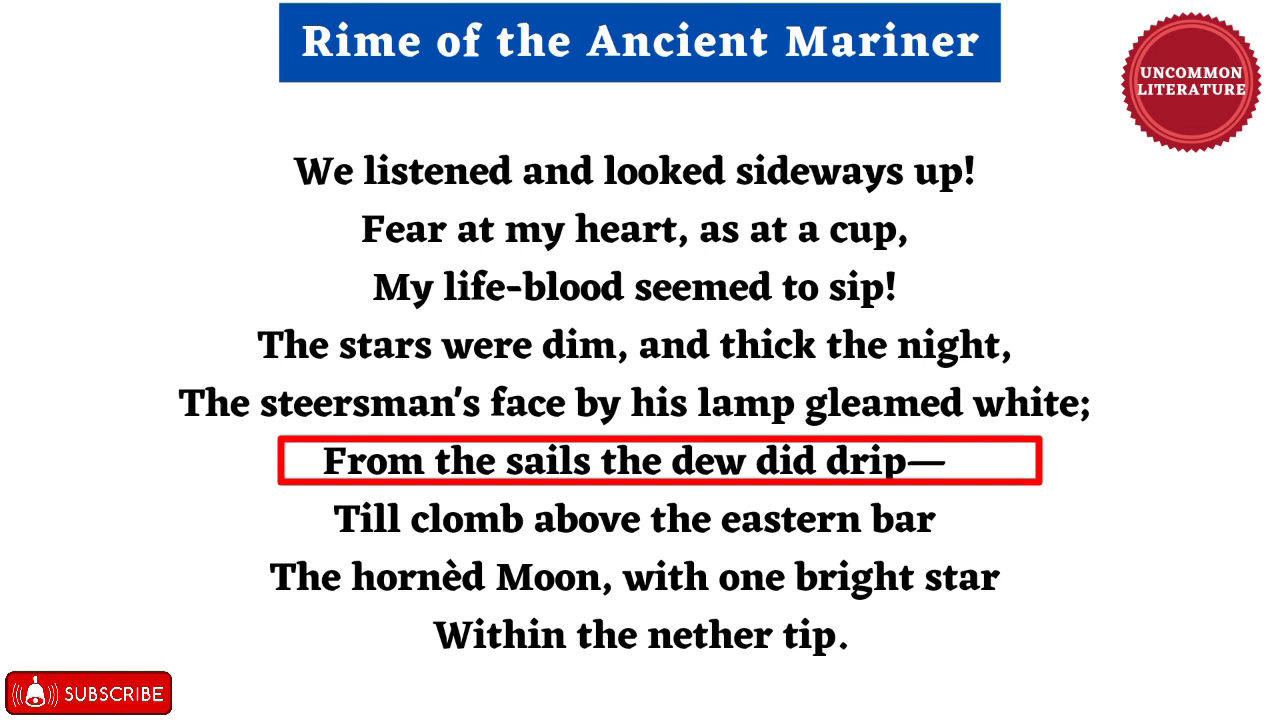 Rime of the Ancient Mariner
UNCOMMON
LITERATURE
We listened and looked sideways up!
Fear at my heart, as at a cup,
My life-blood seemed to sip!
The stars were dim, and thick the night,
The steersman's face by his lamp gleamed white;
From the sails the dew did drip—
Till clomb above the eastern bar
The hornèd Moon, with one bright star
Within the nether tip.
SUBSCRIBE